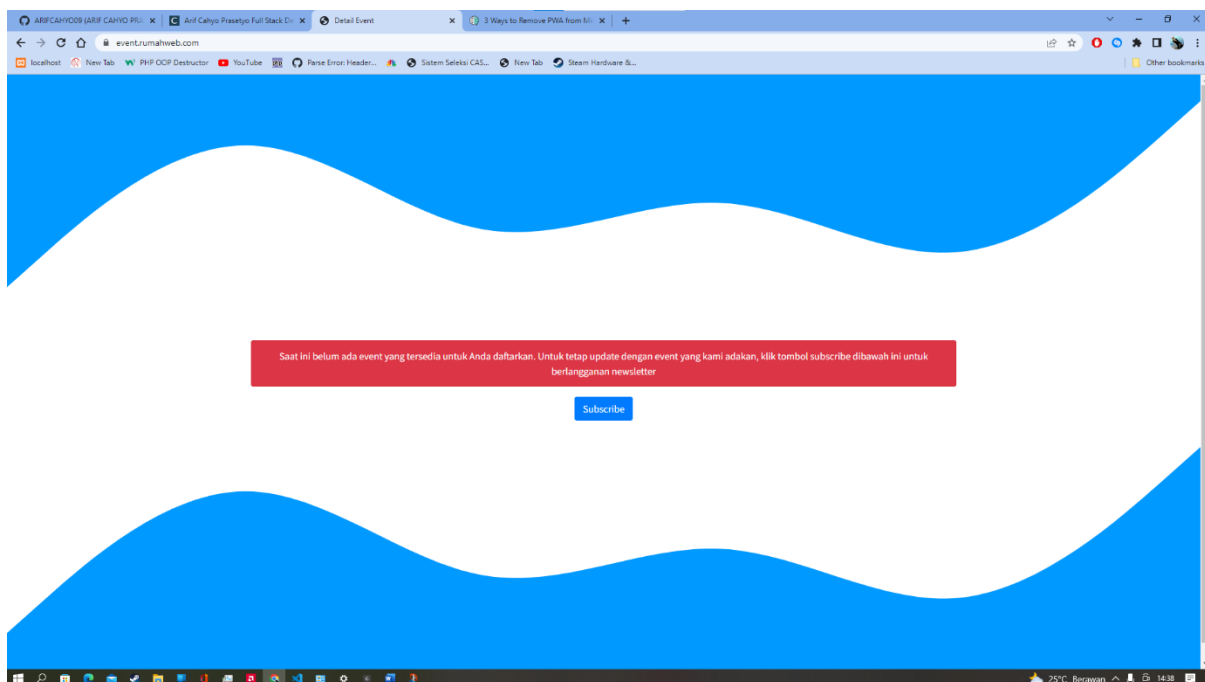 ARIFCAHYO09 (ARIF CAHYO PRA
Arif Cahyo Prasetyo Full Stack De
Detail Event
3 Ways to Remove PWA from Mi
event.rumahweb.com
localhost
New Tab
PHP OOP Destructor
YouTube
Parse Error: Header...
Sistem Seleksi CAS...
New Tab
Steam Hardware &...
Other bookmarks
Saat ini belum ada event yang tersedia untuk Anda daftarkan. Untuk tetap update dengan event yang kami adakan, klik tombol subscribe dibawah ini untuk
berlangganan newsletter
Subscribe
25°C Berawan
14:38